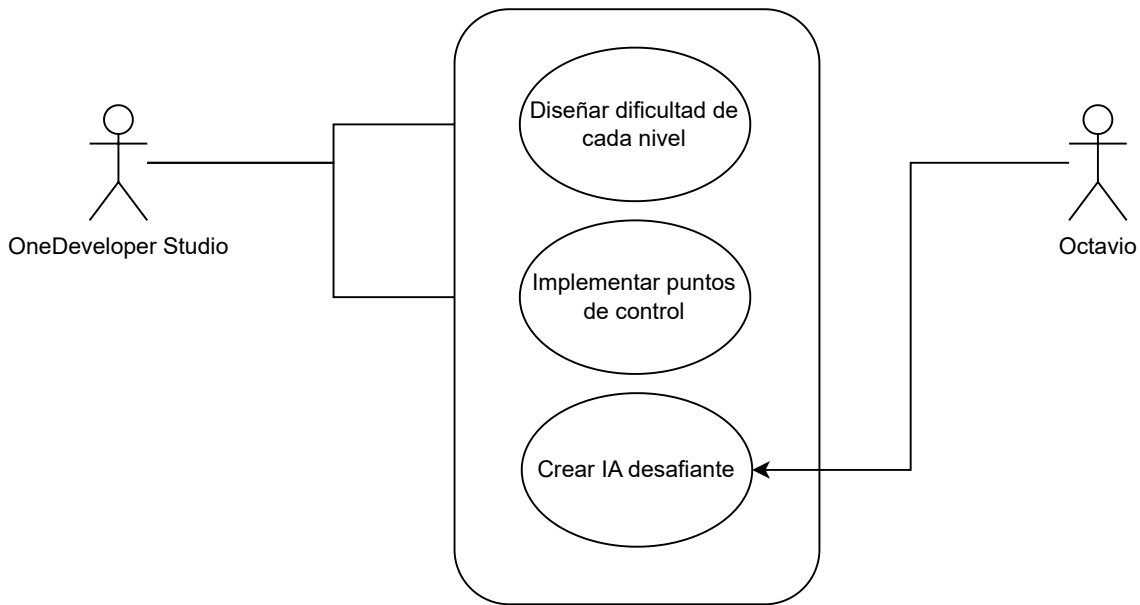 Diseñar dificultad de
cada nivel
OneDeveloper Studio
Octavio
Implementar puntos
de control
Crear IA desafiante